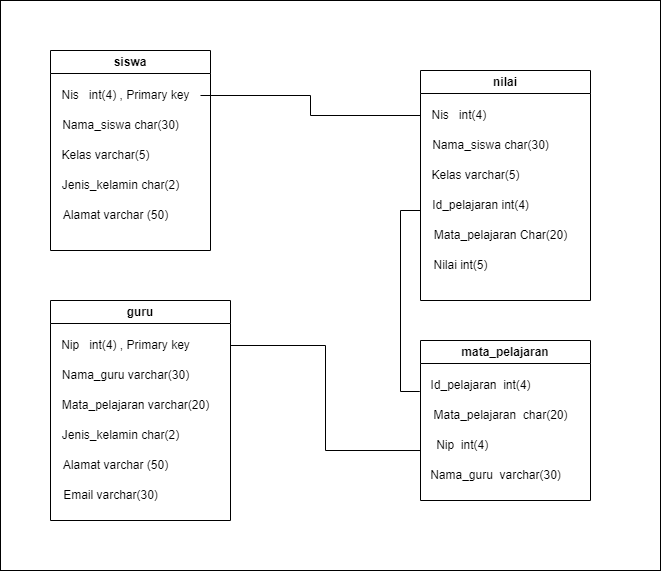 siswa
Nis int(4) , Primary key
Nama_siswa char(30)
Kelas varchar(5)
Jenis_kelamin char(2)
Alamat varchar (50)
nilai
Nis int(4)
Nama_siswa char(30)
Kelas varchar(5)
Id_pelajaran int(4)
Mata_pelajaran Char(20)
Nilai int(5)
guru
Nip int(4) , Primary key
Nama_guru varchar(30)
Mata_pelajaran varchar(20)
Jenis_kelamin char(2)
Alamat varchar (50)
Email varchar(30)
mata_pelajaran
Id_pelajaran int(4)
Mata_pelajaran char(20)
Nip int(4)
Nama_guru varchar(30)